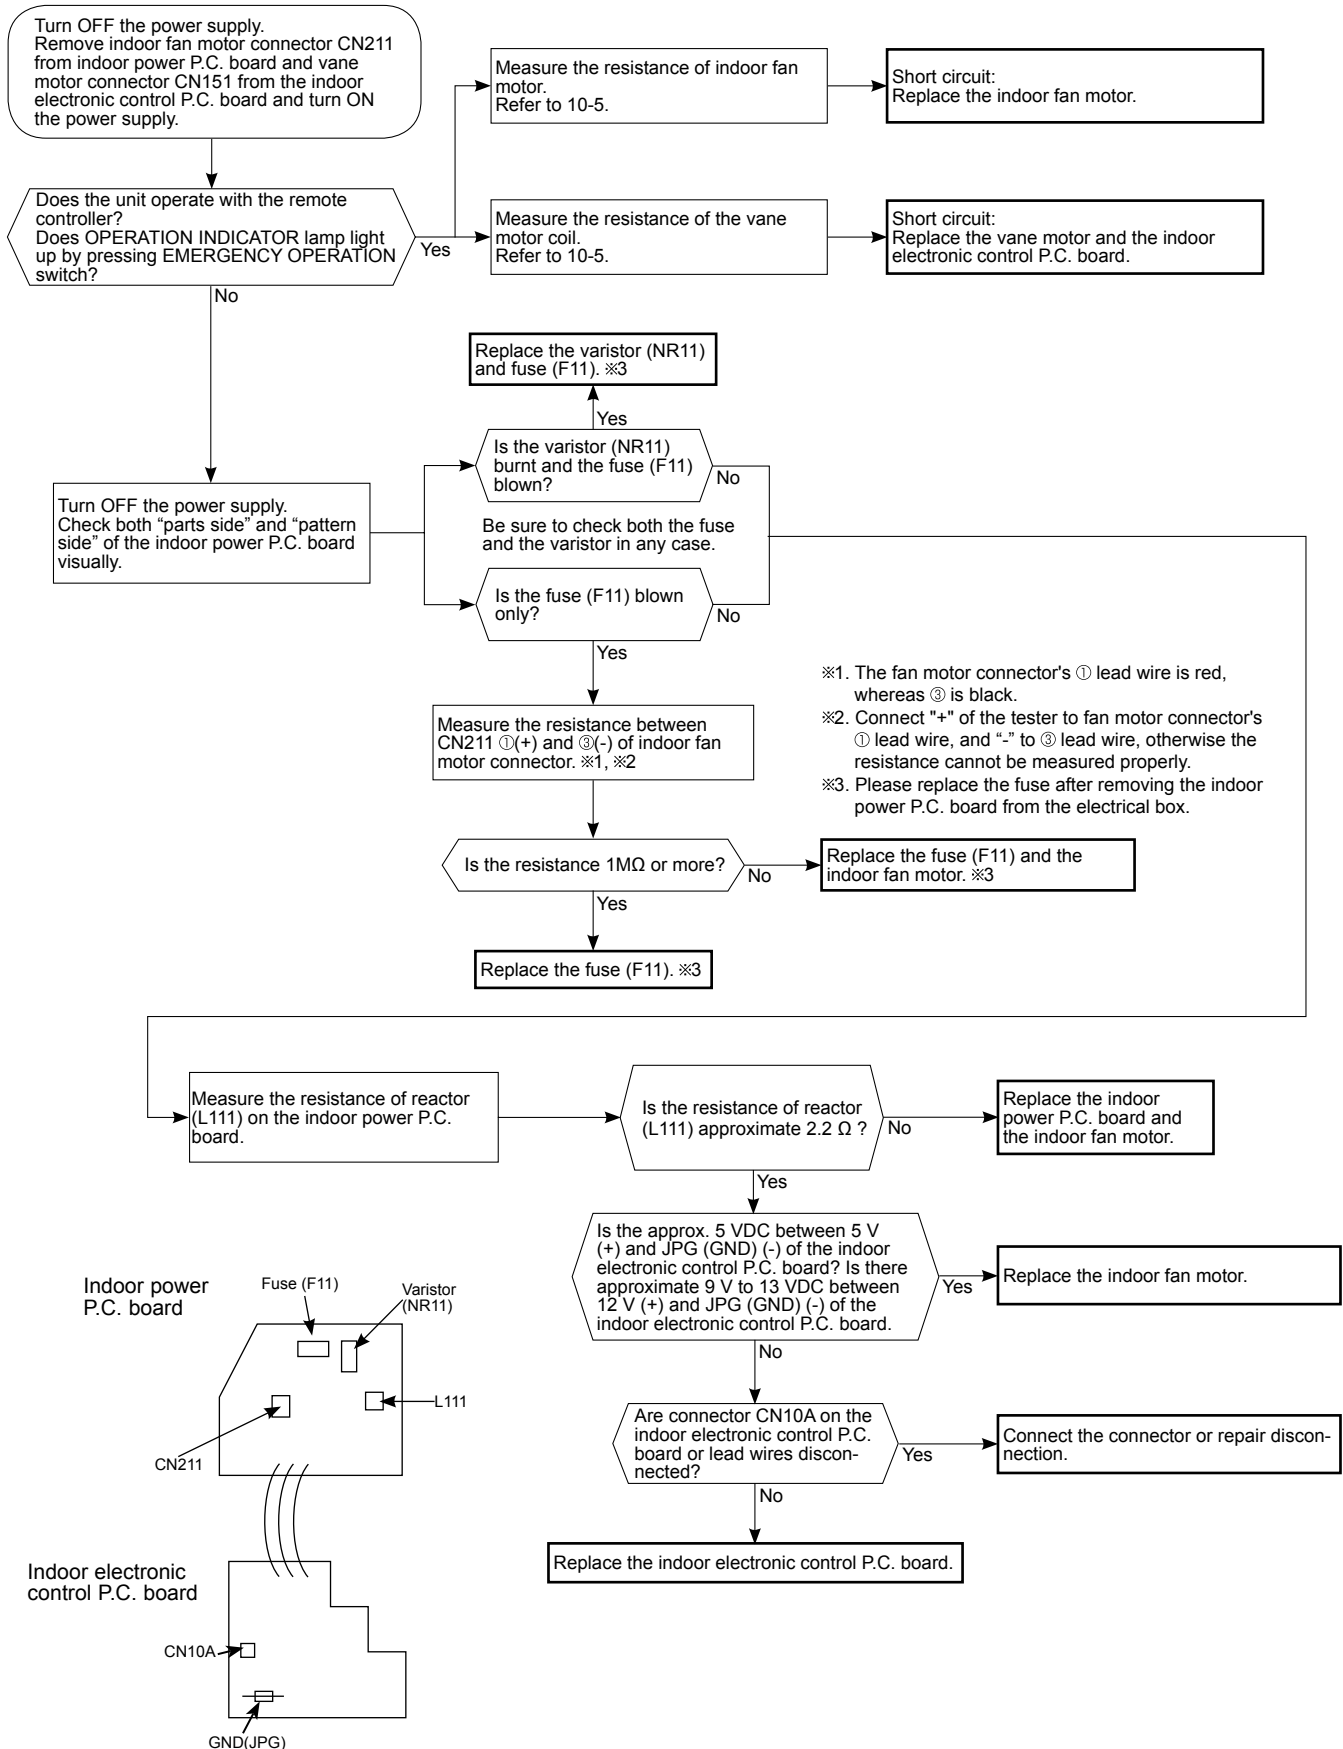 Turn OFF the power supply.
Remove indoor fan motor connector CN211
from indoor power P.C. board and vane
motor connector CN151 from the indoor
electronic control P.C. board and turn ON
the power supply.
Measure the resistance of indoor fan
motor.
Refer to 10-5.
Short circuit:
Replace the indoor fan motor.
Does the unit operate with the remote
controller?
Does OPERATION INDICATOR lamp light
up by pressing EMERGENCY OPERATION
switch?
Yes
Measure the resistance of the vane
motor coil.
Refer to 10-5.
Short circuit:
Replace the vane motor and the indoor
electronic control P.C. board.
No
Replace the varistor (NR11)
and fuse (F11). ※3
Yes
Is the varistor (NR11)
burnt and the fuse (F11)
blown?
No
Turn OFF the power supply.
Check both “parts side” and “pattern
side” of the indoor power P.C. board
visually.
Be sure to check both the fuse
and the varistor in any case.
Is the fuse (F11) blown
only?
No
Yes
※1. The fan motor connector's ① lead wire is red,
whereas ③ is black.
※2. Connect "+" of the tester to fan motor connector's
① lead wire, and “-” to ③ lead wire, otherwise the
resistance cannot be measured properly.
※3. Please replace the fuse after removing the indoor
power P.C. board from the electrical box.
Measure the resistance between
CN211 ①(+) and ③(-) of indoor fan
motor connector. ※1, ※2
Is the resistance 1MΩ or more?
No
Replace the fuse (F11) and the
indoor fan motor. ※3
Yes
Replace the fuse (F11). ※3
Measure the resistance of reactor
(L111) on the indoor power P.C.
board.
Is the resistance of reactor
(L111) approximate 2.2 Ω ?
No
Replace the indoor
power P.C. board and
the indoor fan motor.
Yes
Is the approx. 5 VDC between 5 V
(+) and JPG (GND) (-) of the indoor
electronic control P.C. board? Is there
approximate 9 V to 13 VDC between
12 V (+) and JPG (GND) (-) of the
indoor electronic control P.C. board.
Yes
Replace the indoor fan motor.
No
Are connector CN10A on the
indoor electronic control P.C.
board or lead wires discon-
nected?
Yes
Connect the connector or repair discon-
nection.
No
Replace the indoor electronic control P.C. board.
Indoor power
P.C. board
Fuse (F11)
Varistor
(NR11)
L111
CN211
Indoor electronic
control P.C. board
CN10A
GND(JPG)